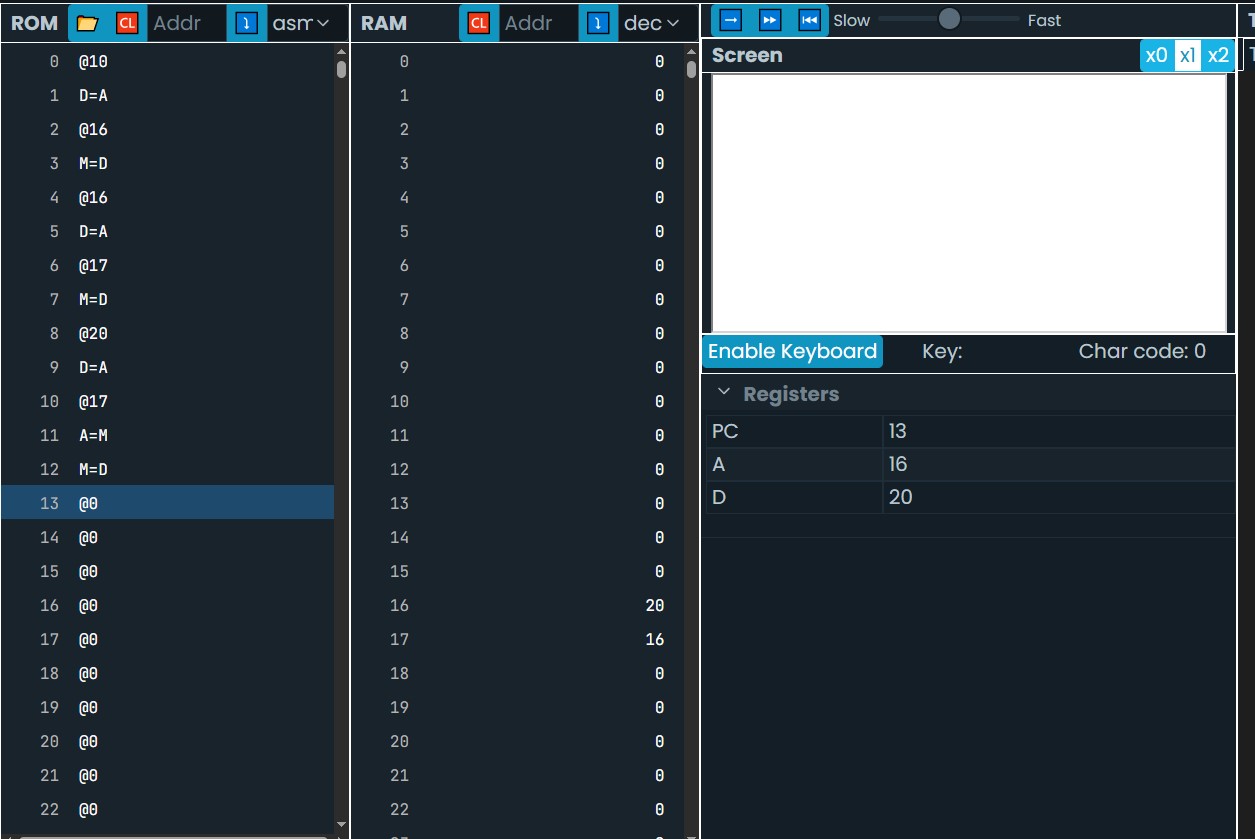 ROM CL Addr asm
0 @10
1 D=A
2 @16
3 M=D
4 @16
5 D=A
6 @17
7 M=D
8 @20
9 D=A
10 @17
11 A=M
12 M=D
13 @0
14 @0
15 @0
16 @0
17 @0
18 @0
19 @0
20 @0
21 @0
22 @0
RAM CL Addr dec
0 0
1 0
2 0
3 0
4 0
5 0
6 0
7 0
8 0
9 0
10 0
11 0
12 0
13 0
14 0
15 0
16 20
17 16
18 0
19 0
20 0
21 0
22 0
Slow Fast
Screen x0 x1 x2
Enable Keyboard Key: Char code: 0
Registers
PC 13
A 16
D 20